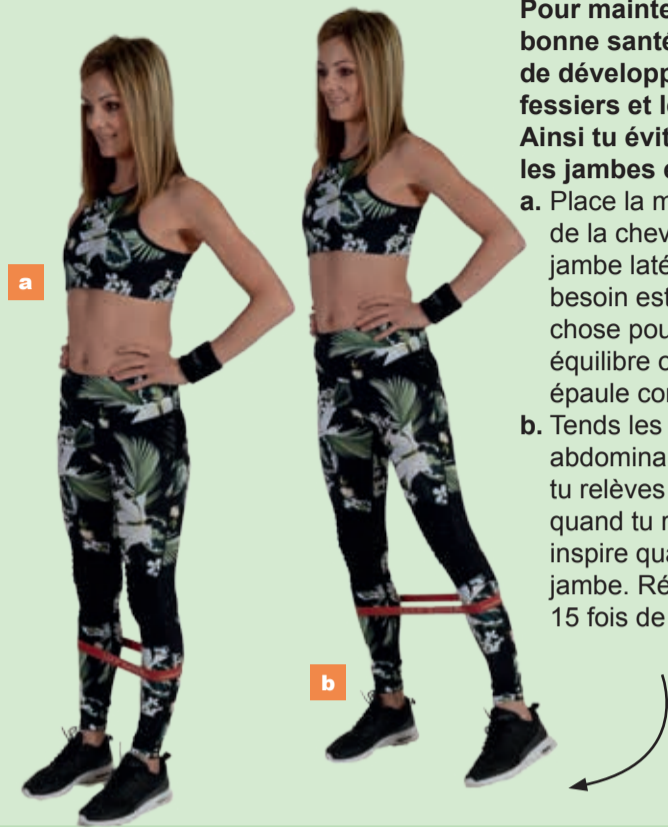 Pour mainte
bonne santé
de développ
fessiers et l
Ainsi tu évit
les jambes
a. Place la m
de la chev
jambe laté
besoin est
chose pou
équilibre
épaule co
b. Tends les
abdomina
tu relèves
quand tu
inspire qu
jambe. Ré
15 fois de
a
b